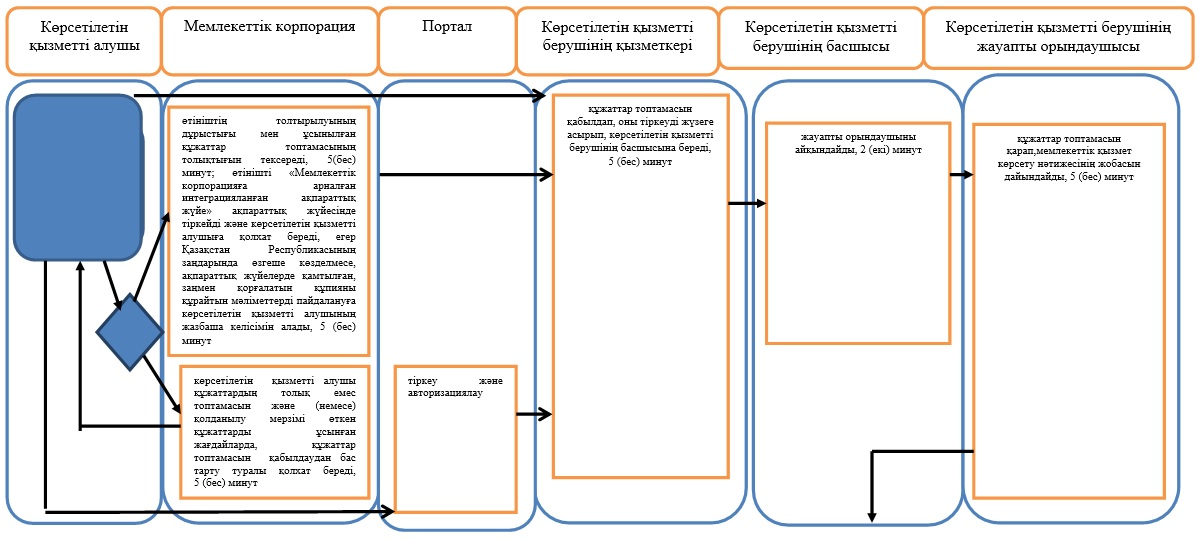 Көрсетілетін
қызметті алушы
Мемлекеттік корпорация
Портал
Көрсетілетін қызметті
берушінің қызметкері
Көрсетілетін қызметті
берушінің басшысы
Көрсетілетін қызметті берушінің
жауапты орындаушысы
өтініштің толтырылуының
дұрыстығы мен ұсынылған
құжаттар топтамасының
толықтығын тексереді, 5(бес)
минут; өтінішті «Мемлекеттік
корпорацияға арналған
интеграцияланған ақпараттық
жүйе» ақпараттық жүйесінде
тіркейді және көрсетілетін қызметті
алушыға қолхат береді, егер
Қазақстан Республикасының
заңдарында өзгеше көзделмесе,
ақпараттық жүйелерде қамтылған,
заңмен қорғалатын құпияны
құрайтын мәліметтерді пайдалануға
көрсетілетін қызметті алушының
жазбаша келісімін алады, 5 (бес)
минут
көрсетілетін қызметті алушы
құжаттардың толық емес
топтамасын және (немесе)
қолданылу мерзімі өткен
құжаттарды ұсынған
жағдайларда, құжаттар
топтамасын қабылдаудан бас
тарту туралы қолхат береді,
5 (бес) минут
тіркеу және
авторизациялау
құжаттар топтамасын
қабылдап, оны тіркеуді жүзеге
асырып, көрсетілетін қызметті
берушінің басшысына береді,
5 (бес) минут
жауапты орындаушыны
айқындайды, 2 (екі) минут
құжаттар топтамасын
қарап,мемлекеттік қызмет
көрсету нәтижесінің жобасын
дайындайды, 5 (бес) минут